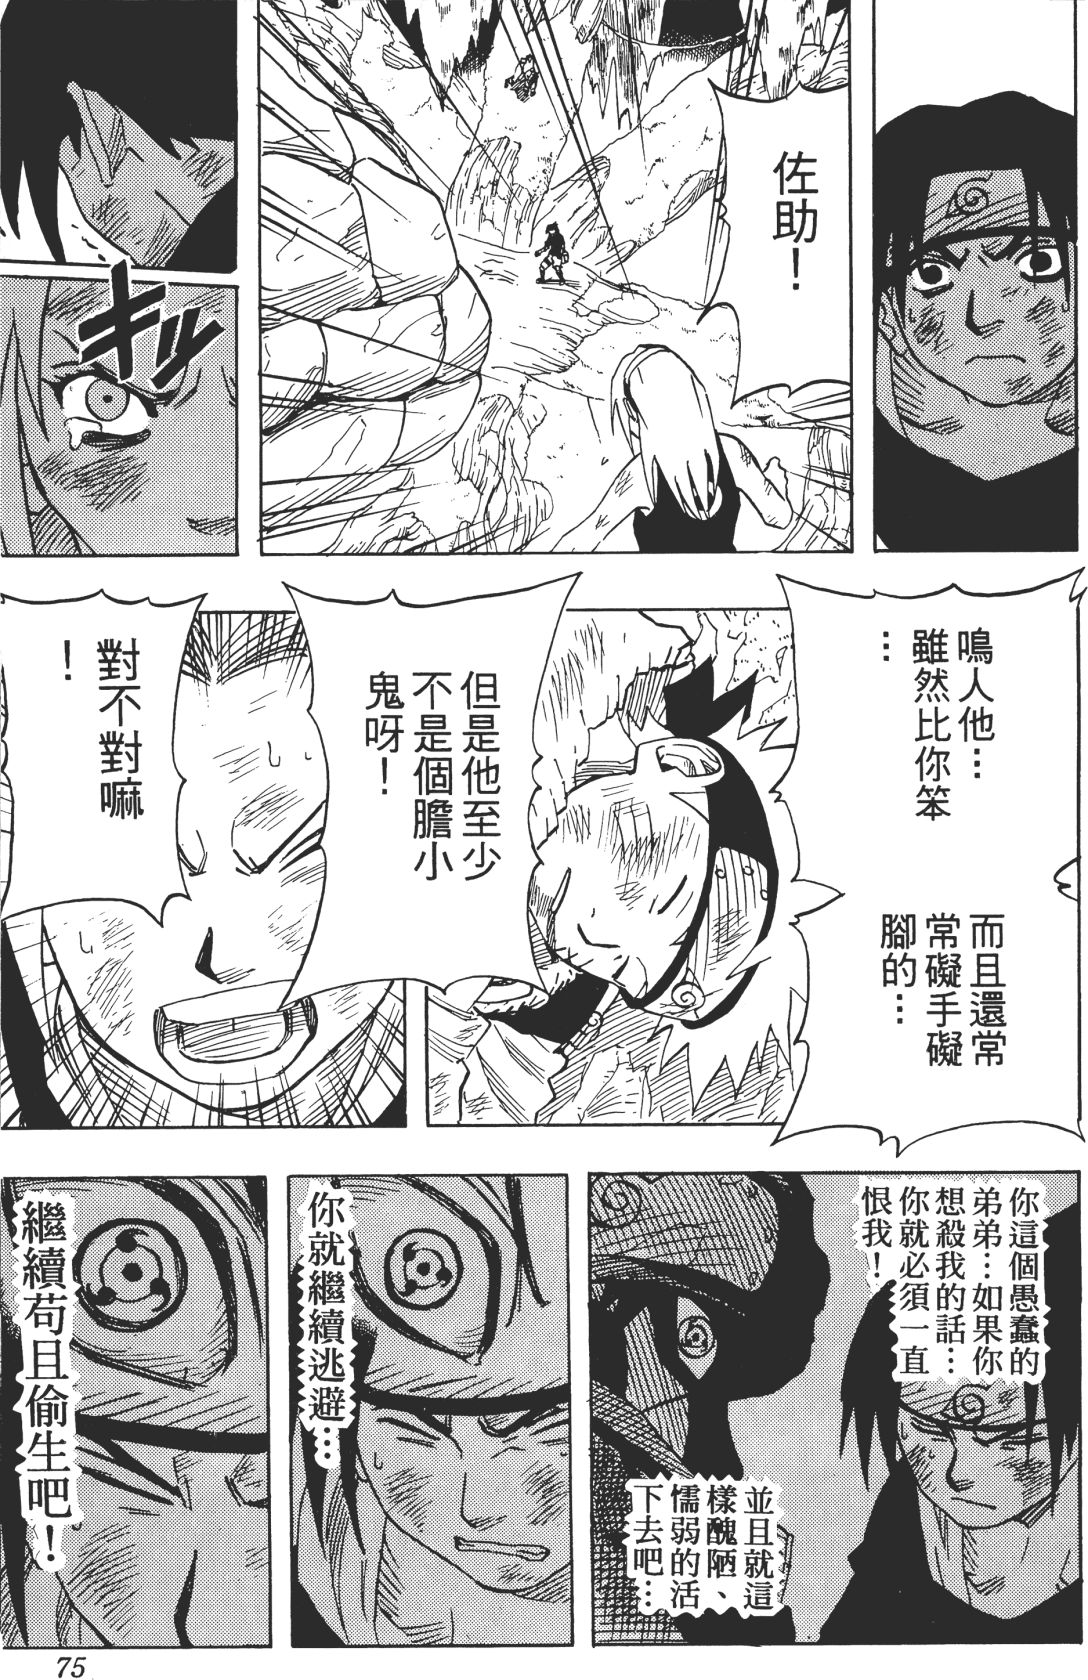 佐助！
キッ
鳴人他…
雖然比你笨
…
而且還常
常礙手礙
腳的…
但是他至少
不是個膽小
鬼呀！
對不對嘛
！
你這個愚蠢的
弟弟…如果你
想殺我的話…
你就必須一直
恨我！
並且就這
樣醜陋、
懦弱的活
下去吧…
你就繼續逃避…
繼續苟且偷生吧！
75